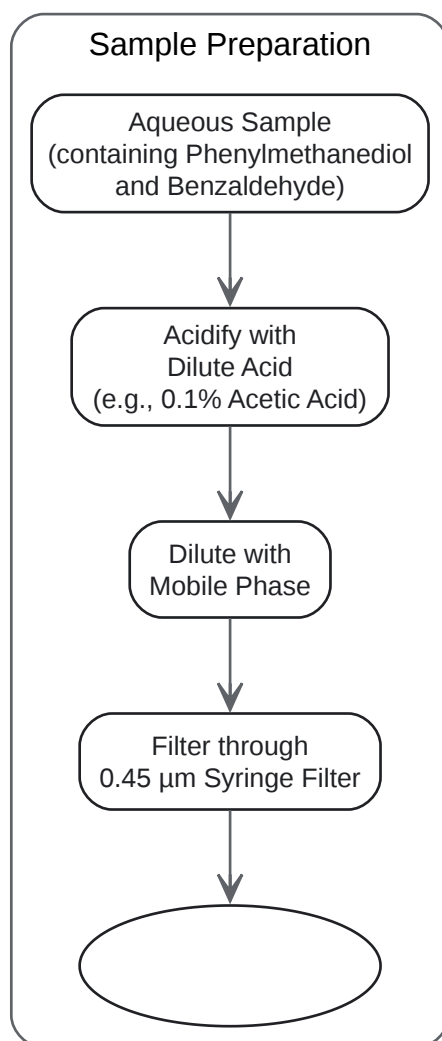 Sample Preparation
Aqueous Sample
(containing Phenylmethanediol
and Benzaldehyde)
Acidify with
Dilute Acid
(e.g., 0.1% Acetic Acid)
Dilute with
Mobile Phase
Filter through
0.45 µm Syringe Filter